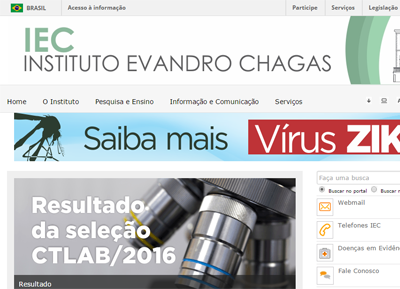 BRASIL Acesso à informação Participe Serviços Legislação
IEC
INSTITUTO EVANDRO CHAGAS
Home O Instituto Pesquisa e Ensino Informação e Comunicação Serviços
Saiba mais Vírus ZIK
Faça uma busca
Buscar no portal Buscar n
Resultado
da seleção
CTLAB/2016
Webmail
Telefones IEC
Doenças em Evidênc
Fale Conosco
Resultado